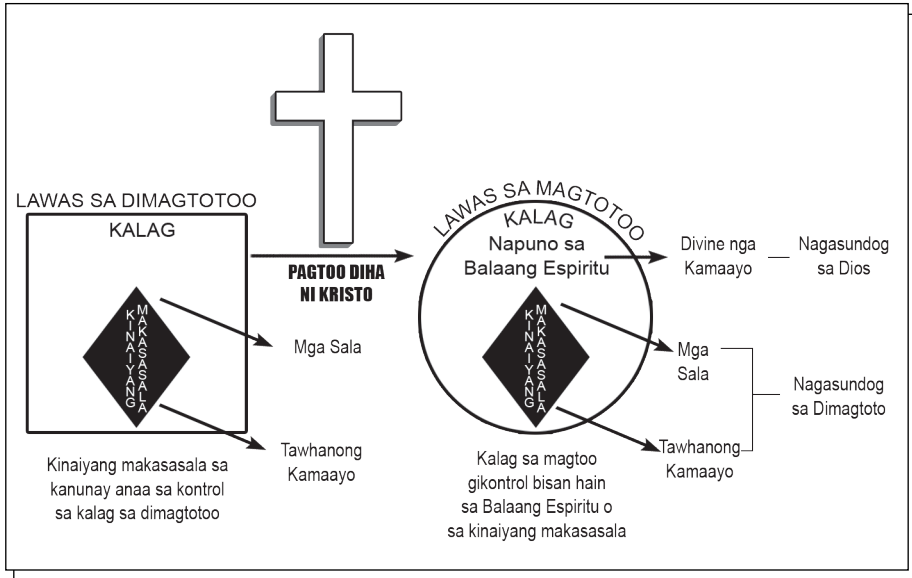 LAWAS SA DIMAGTOTOO
KALAG
KINAIYANG
MAKASASALA
Mga Sala
Tawhanong
Kamaayo
Kinaiyang makasasala sa
kanunay anaa sa kontrol
sa kalag sa dimagtotoo
PAGTOO DIHA
NI KRISTO
LAWAS SA MAGTOTOO
KALAG
Napuno sa
Balaang Espiritu
KINAIYANG
MAKASASALA
Divine nga
Kamaayo
Nagasundog
sa Dios
Mga
Sala
Tawhanong
Kamaayo
Nagasundog
sa Dimagtoto
Kalag sa magtoo
gikontrol bisan hain
sa Balaang Espiritu o
sa kinaiyang makasasala